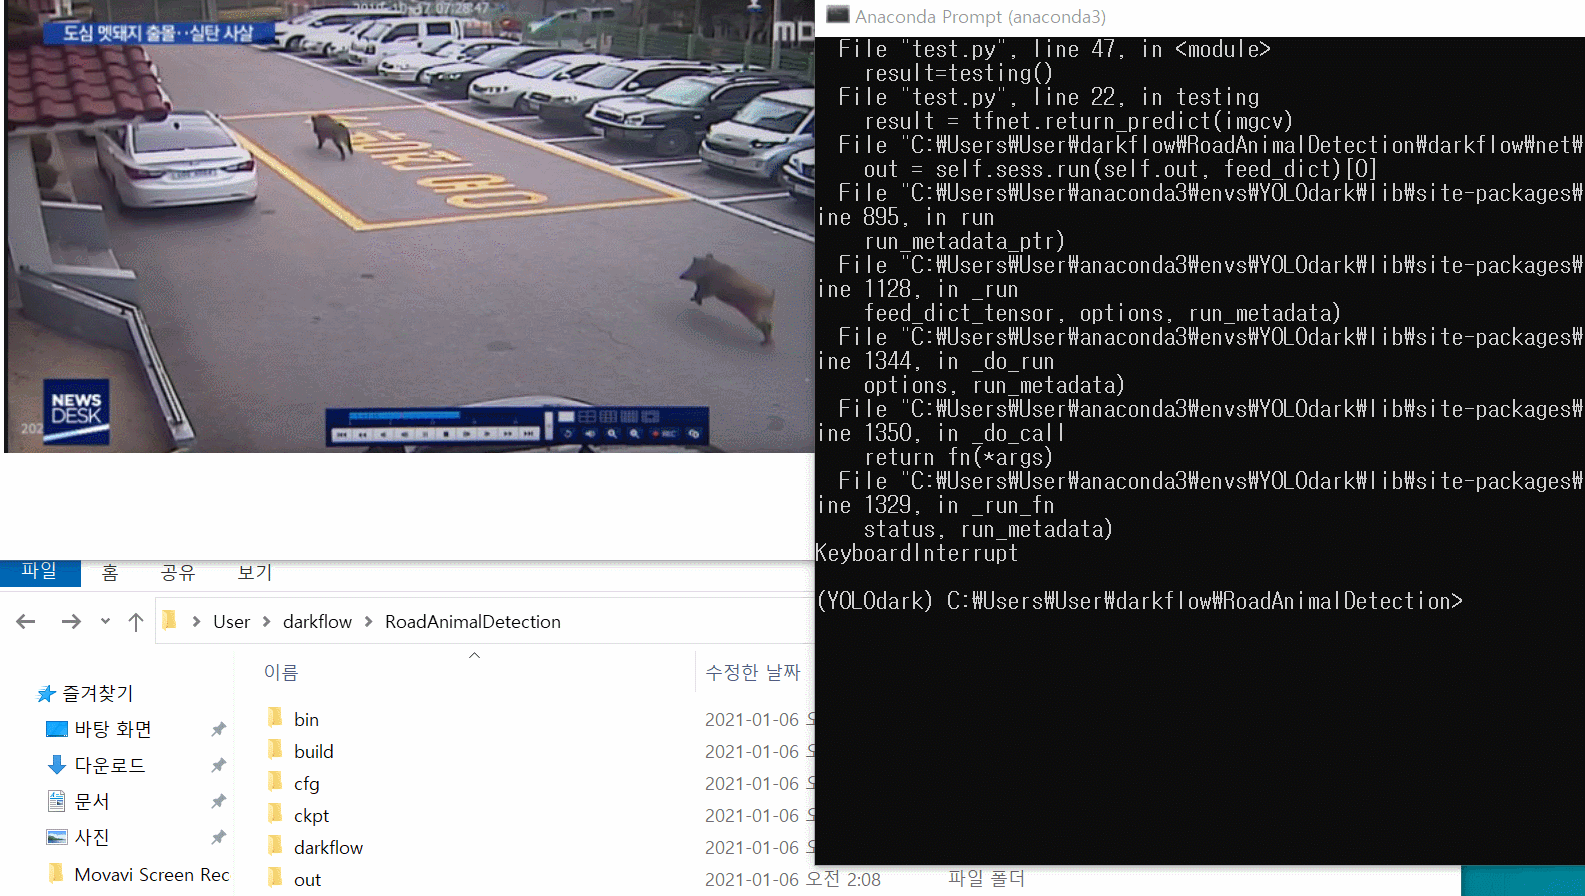 도심 멧돼지 출몰··실탄 사살
07:28:47
mb
NEWS
DESK
202
REC
Anaconda Prompt (anaconda3)
File "test.py", line 47, in <module>
result=testing()
File "test.py", line 22, in testing
result = tfnet.return_predict(imgcv)
File "C:₩Users₩User₩darkflow₩RoadAnimalDetection₩darkflow₩net₩
out = self.sess.run(self.out, feed_dict)[0]
File "C:₩Users₩User₩anaconda3₩envs₩YOLOdark₩lib₩site-packages₩
ine 895, in run
run_metadata_ptr)
File "C:₩Users₩User₩anaconda3₩envs₩YOLOdark₩lib₩site-packages₩
ine 1128, in _run
feed_dict_tensor, options, run_metadata)
File "C:₩Users₩User₩anaconda3₩envs₩YOLOdark₩lib₩site-packages₩
ine 1344, in _do_run
options, run_metadata)
File "C:₩Users₩User₩anaconda3₩envs₩YOLOdark₩lib₩site-packages₩
ine 1350, in _do_call
return fn(*args)
File "C:₩Users₩User₩anaconda3₩envs₩YOLOdark₩lib₩site-packages₩
ine 1329, in _run_fn
status, run_metadata)
KeyboardInterrupt
(YOLOdark) C:₩Users₩User₩darkflow₩RoadAnimalDetection>
파일 홈 공유 보기
User > darkflow > RoadAnimalDetection
이름 수정한 날짜
즐겨찾기
바탕 화면
다운로드
문서
사진
Movavi Screen Rec
bin 2021-01-06 오
build 2021-01-06 오
cfg 2021-01-06 오
ckpt 2021-01-06 오
darkflow 2021-01-06 오
out 2021-01-06 오전 2:08 파일 폴더